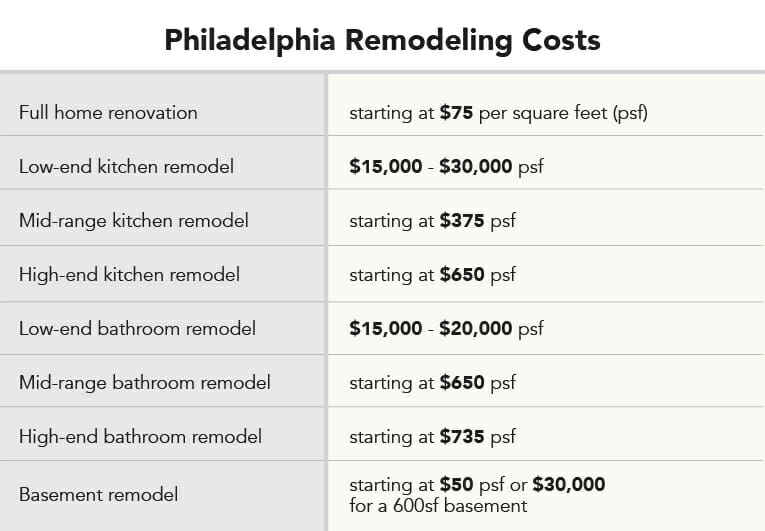 Philadelphia Remodeling Costs
Full home renovation
starting at $75 per square feet (psf)
Low-end kitchen remodel
$15,000 - $30,000 psf
Mid-range kitchen remodel
starting at $375 psf
High-end kitchen remodel
starting at $650 psf
Low-end bathroom remodel
$15,000 - $20,000 psf
Mid-range bathroom remodel
starting at $650 psf
High-end bathroom remodel
starting at $735 psf
Basement remodel
starting at $50 psf or $30,000
for a 600sf basement